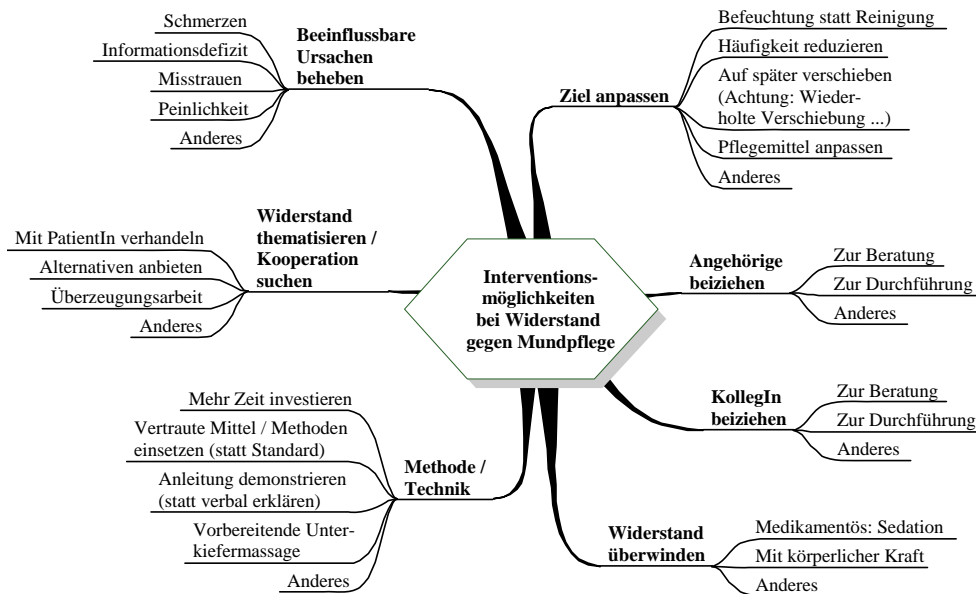 Schmerzen
Informationsdefizit
Misstrauen
Peinlichkeit
Anderes
Beeinflussbare
Ursachen
beheben
Befeuchtung statt Reinigung
Häufigkeit reduzieren
Auf später verschieben
(Achtung: Wieder-
holte Verschiebung ...)
Pflegemittel anpassen
Anderes
Ziel anpassen
Mit PatientIn verhandeln
Alternativen anbieten
Überzeugungsarbeit
Anderes
Widerstand
thematisieren /
Kooperation
suchen
Interventions-
möglichkeiten
bei Widerstand
gegen Mundpflege
Angehörige
beiziehen
Zur Beratung
Zur Durchführung
Anderes
KollegIn
beiziehen
Zur Beratung
Zur Durchführung
Anderes
Mehr Zeit investieren
Vertraute Mittel / Methoden
einsetzen (statt Standard)
Anleitung demonstrieren
(statt verbal erklären)
Vorbereitende Unter-
kiefermassage
Anderes
Methode /
Technik
Widerstand
überwinden
Medikamentös: Sedation
Mit körperlicher Kraft
Anderes